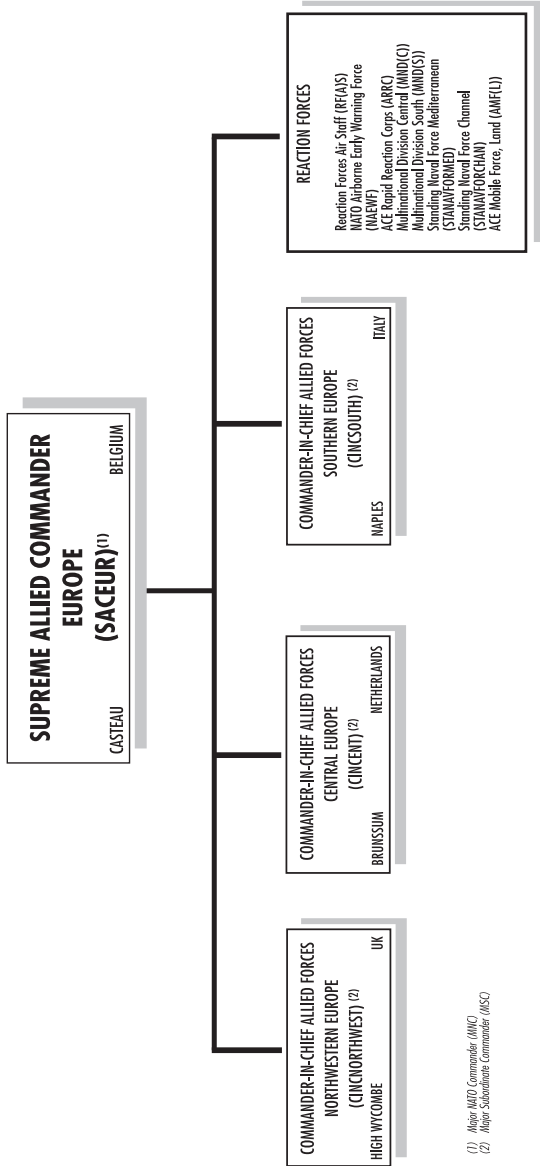 SUPREME ALLIED COMMANDER
EUROPE
(SACEUR)(1)
CASTEAU BELGIUM
COMMANDER-IN-CHIEF ALLIED FORCES
NORTHWESTERN EUROPE
(CINCNORTHWEST) (2)
HIGH WYCOMBE UK
COMMANDER-IN-CHIEF ALLIED FORCES
CENTRAL EUROPE
(CINCENT) (2)
BRUNSSUM NETHERLANDS
COMMANDER-IN-CHIEF ALLIED FORCES
SOUTHERN EUROPE
(CINCSOUTH) (2)
NAPLES ITALY
REACTION FORCES
Reaction Forces Air Staff (RF(A)S)
NATO Airborne Early Warning Force
(NAEWF)
ACE Rapid Reaction Corps (ARRC)
Multinational Division Central (MND(C))
Multinational Division South (MND(S))
Standing Naval Force Mediterranean
(STANAVFORMED)
Standing Naval Force Channel
(STANAVFORCHAN)
ACE Mobile Force, Land (AMF(L))
(1) Major NATO Commander (MNC)
(2) Major Subordinate Commander (MSC)